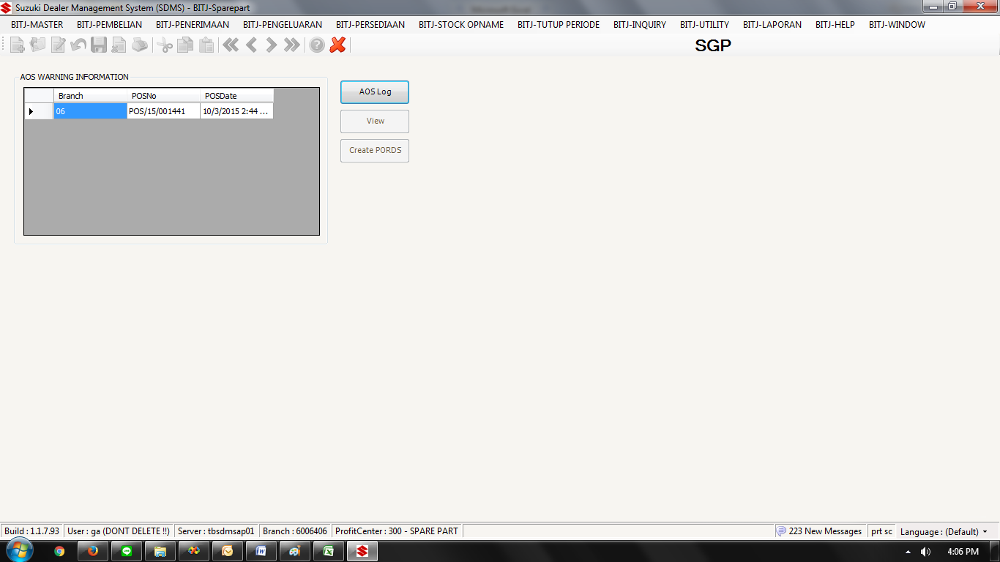 Suzuki Dealer Management System (SDMS) - BITJ-Sparepart
BITJ-MASTER BITJ-PEMBELIAN BITJ-PENERIMAAN BITJ-PENGELUARAN BITJ-PERSEDIAAN BITJ-STOCK OPNAME BITJ-TUTUP PERIODE BITJ-INQUIRY BITJ-UTILITY BITJ-LAPORAN BITJ-HELP BITJ-WINDOW
SGP
AOS WARNING INFORMATION
Branch POSNo POSDate
06 POS/15/001441 10/3/2015 2:44 ...
AOS Log
View
Create PORDS
Build : 1.1.7.93 User : ga (DONT DELETE !!) Server : tbsdmsap01 Branch : 6006406 ProfitCenter : 300 - SPARE PART 223 New Messages prt sc Language : (Default)
4:06 PM